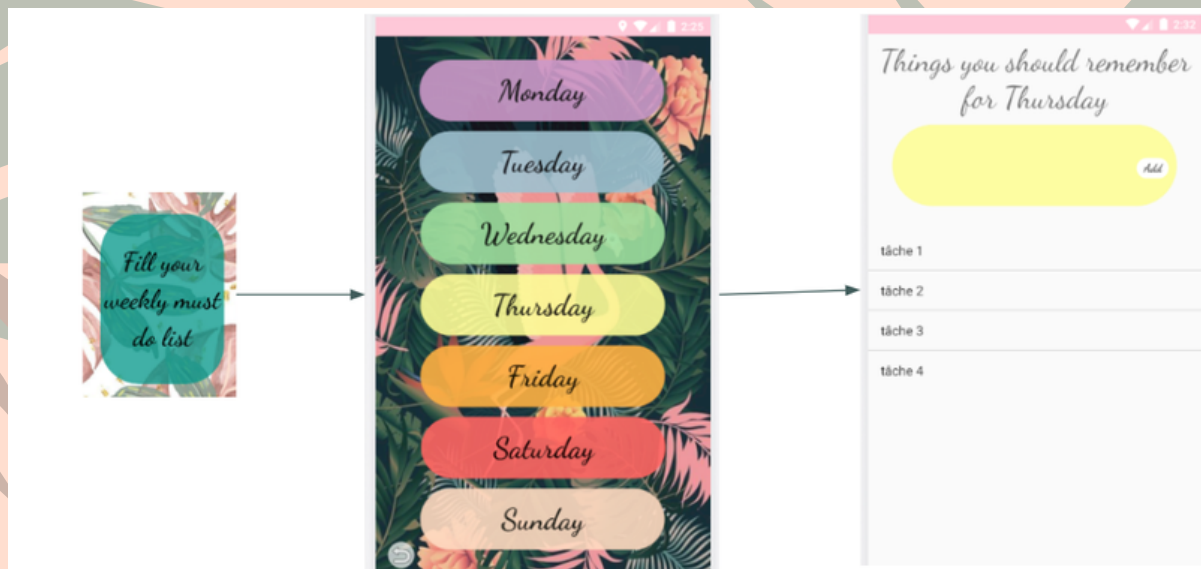 Fill your
weekly must
do list
2:25
Monday
Tuesday
Wednesday
Thursday
Friday
Saturday
Sunday
2:32
Things you should remember
for Thursday
Add
tâche 1
tâche 2
tâche 3
tâche 4